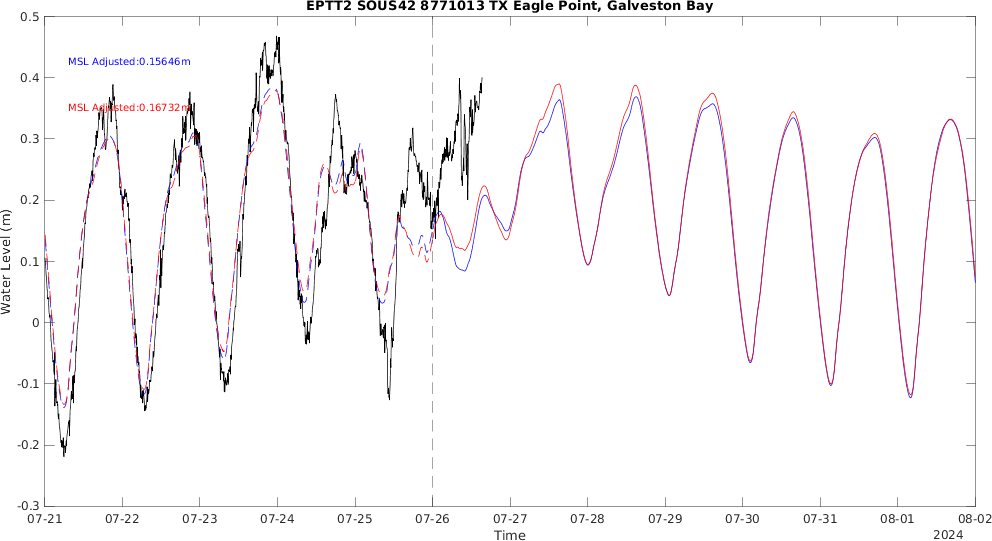 EPTT2 SOUS42 8771013 TX Eagle Point, Galveston Bay
MSL Adjusted:0.15646m
MSL Adjusted:0.16732m
Water Level (m)
0.5
0.4
0.3
0.2
0.1
0
-0.1
-0.2
-0.3
07-21 07-22 07-23 07-24 07-25 07-26 07-27 07-28 07-29 07-30 07-31 08-01 08-02
Time
2024